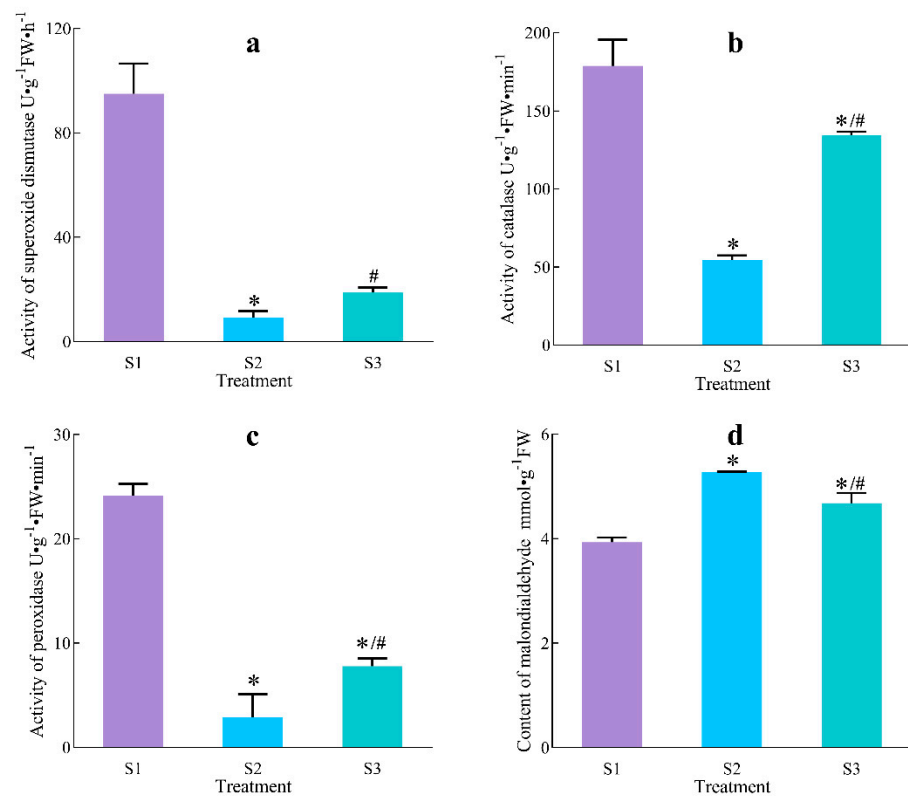 a
Activity of superoxide dismutase U•g⁻¹FW•h⁻¹
120
80
40
0
*
#
S1 S2 S3
Treatment
b
Activity of catalase U•g⁻¹•FW•min⁻¹
200
150
100
50
0
*
*/#
S1 S2 S3
Treatment
c
Activity of peroxidase U•g⁻¹•FW•min⁻¹
30
20
10
0
*
*/#
S1 S2 S3
Treatment
d
Content of malondialdehyde mmol•g⁻¹FW
6
4
2
0
*
*/#
S1 S2 S3
Treatment